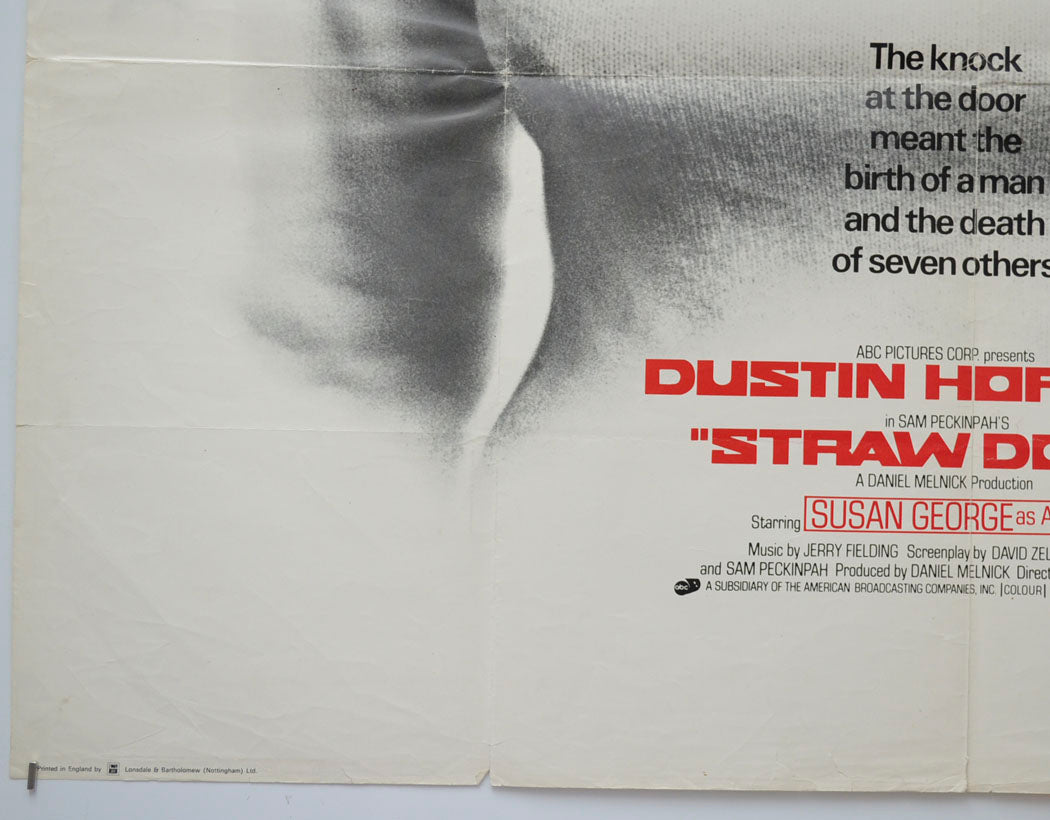 The knock
at the door
meant the
birth of a man
and the death
of seven others
ABC PICTURES CORP. presents
DUSTIN HOF
in SAM PECKINPAH'S
"STRAW DO
A DANIEL MELNICK Production
Starring SUSAN GEORGE as A
Music by JERRY FIELDING Screenplay by DAVID ZEL
and SAM PECKINPAH Produced by DANIEL MELNICK Direct
abc A SUBSIDIARY OF THE AMERICAN BROADCASTING COMPANIES, INC. |COLOUR|
Printed in England by Lonsdale & Bartholomew (Nottingham) Ltd.